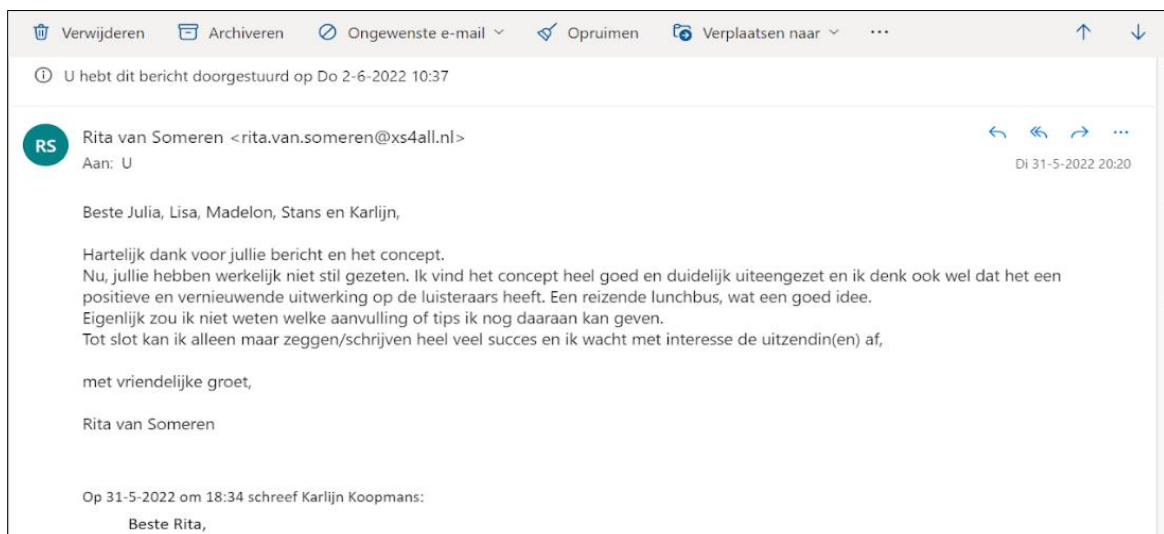 Verwijderen Archiveren Ongewenste e-mail Opruimen Verplaatsen naar ...
U hebt dit bericht doorgestuurd op Do 2-6-2022 10:37
RS
Rita van Someren <rita.van.someren@xs4all.nl>
Aan: U
Di 31-5-2022 20:20
Beste Julia, Lisa, Madelon, Stans en Karlijn,
Hartelijk dank voor jullie bericht en het concept.
Nu, jullie hebben werkelijk niet stil gezeten. Ik vind het concept heel goed en duidelijk uiteengezet en ik denk ook wel dat het een
positieve en vernieuwende uitwerking op de luisteraars heeft. Een reizende lunchbus, wat een goed idee.
Eigenlijk zou ik niet weten welke aanvulling of tips ik nog daaraan kan geven.
Tot slot kan ik alleen maar zeggen/schrijven heel veel succes en ik wacht met interesse de uitzendin(en) af,
met vriendelijke groet,
Rita van Someren
Op 31-5-2022 om 18:34 schreef Karlijn Koopmans:
Beste Rita,